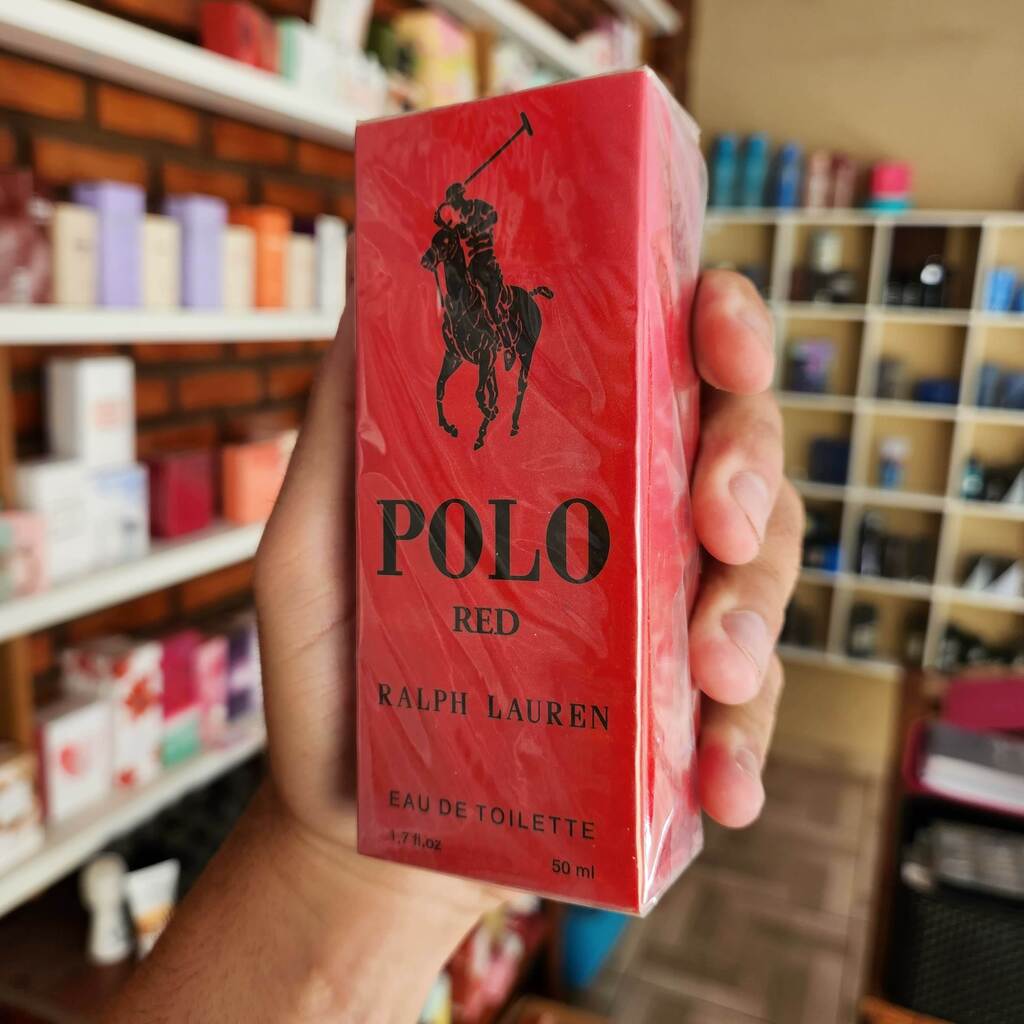 POLO
RED
RALPH LAUREN
EAU DE TOILETTE
1.7 fl.oz
50 ml